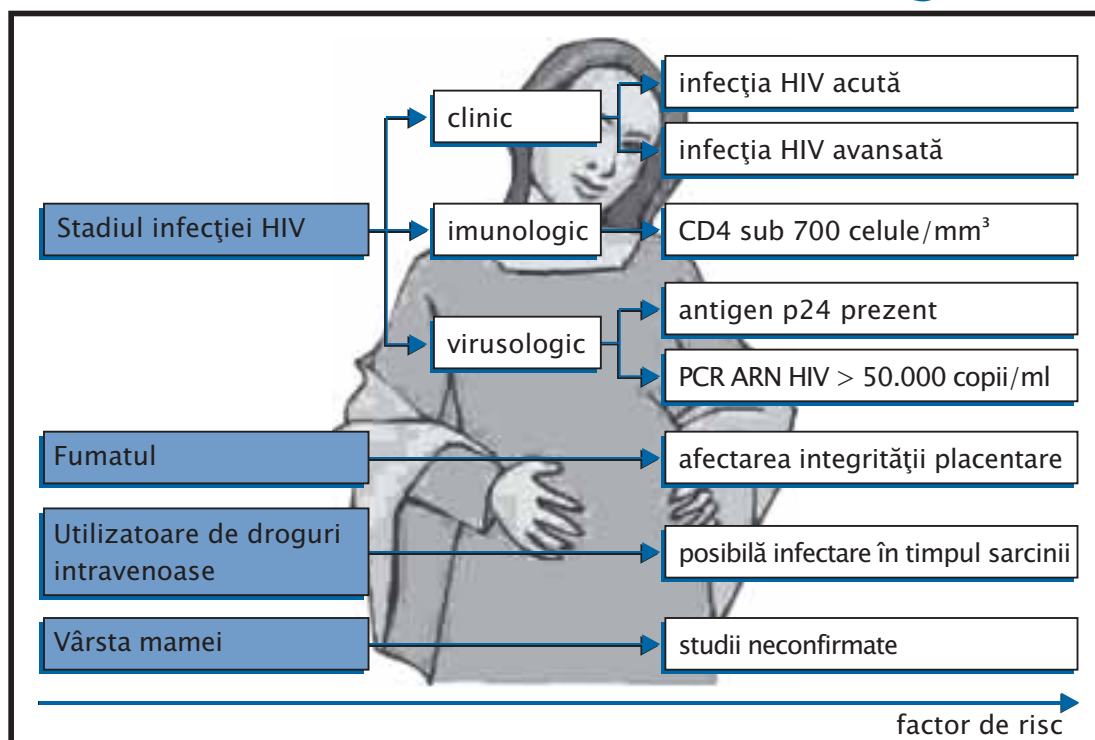 infecţia HIV acută
clinic
infecţia HIV avansată
Stadiul infecţiei HIV
imunologic
CD4 sub 700 celule/mm³
antigen p24 prezent
virusologic
PCR ARN HIV > 50.000 copii/ml
Fumatul
afectarea integrităţii placentare
Utilizatoare de droguri
intravenoase
posibilă infectare în timpul sarcinii
Vârsta mamei
studii neconfirmate
factor de risc